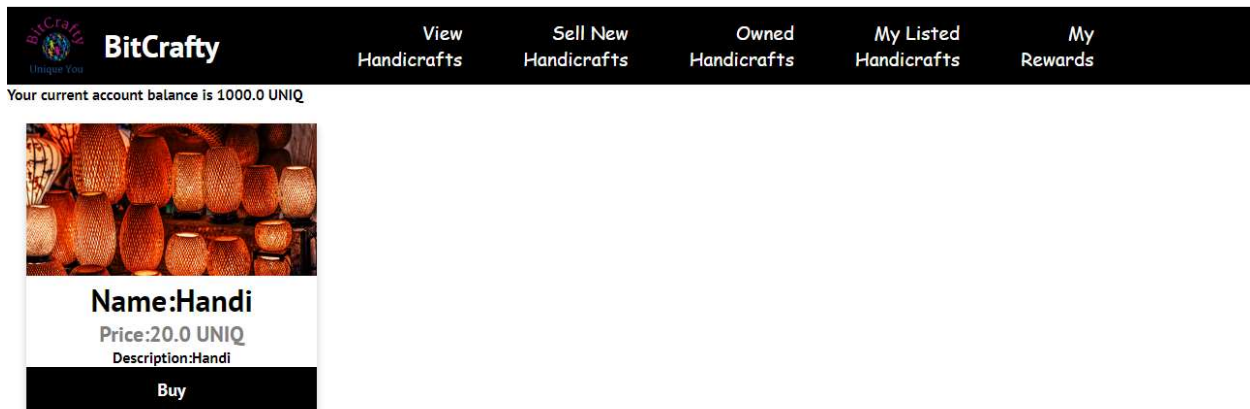 BitCrafty
Unique You
BitCrafty
View
Handicrafts
Sell New
Handicrafts
Owned
Handicrafts
My Listed
Handicrafts
My
Rewards
Your current account balance is 1000.0 UNIQ
Name:Handi
Price:20.0 UNIQ
Description:Handi
Buy